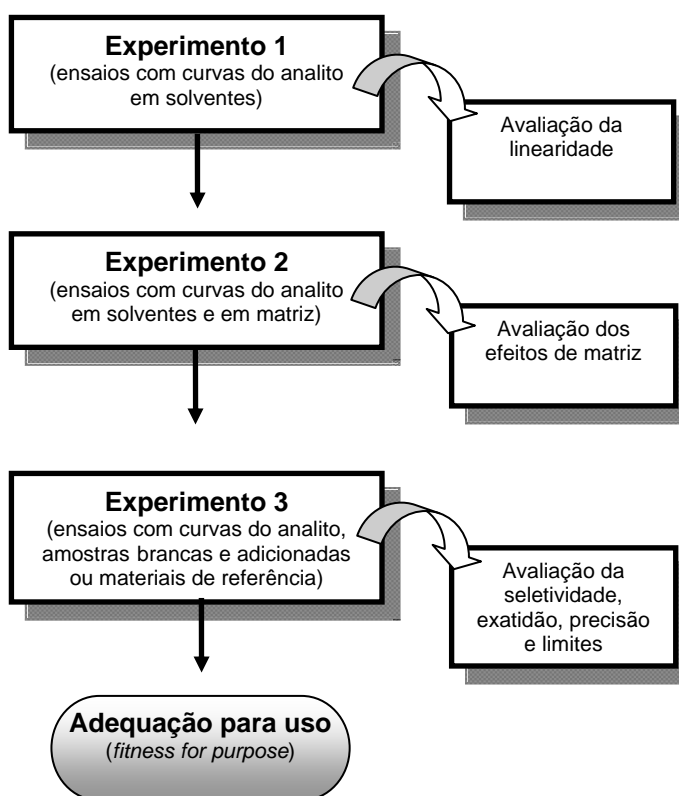 Experimento 1
(ensaios com curvas do analito
em solventes)
Avaliação da
linearidade
Experimento 2
(ensaios com curvas do analito
em solventes e em matriz)
Avaliação dos
efeitos de matriz
Experimento 3
(ensaios com curvas do analito,
amostras brancas e adicionadas
ou materiais de referência)
Avaliação da
seletividade,
exatidão, precisão
e limites
Adequação para uso
(fitness for purpose)